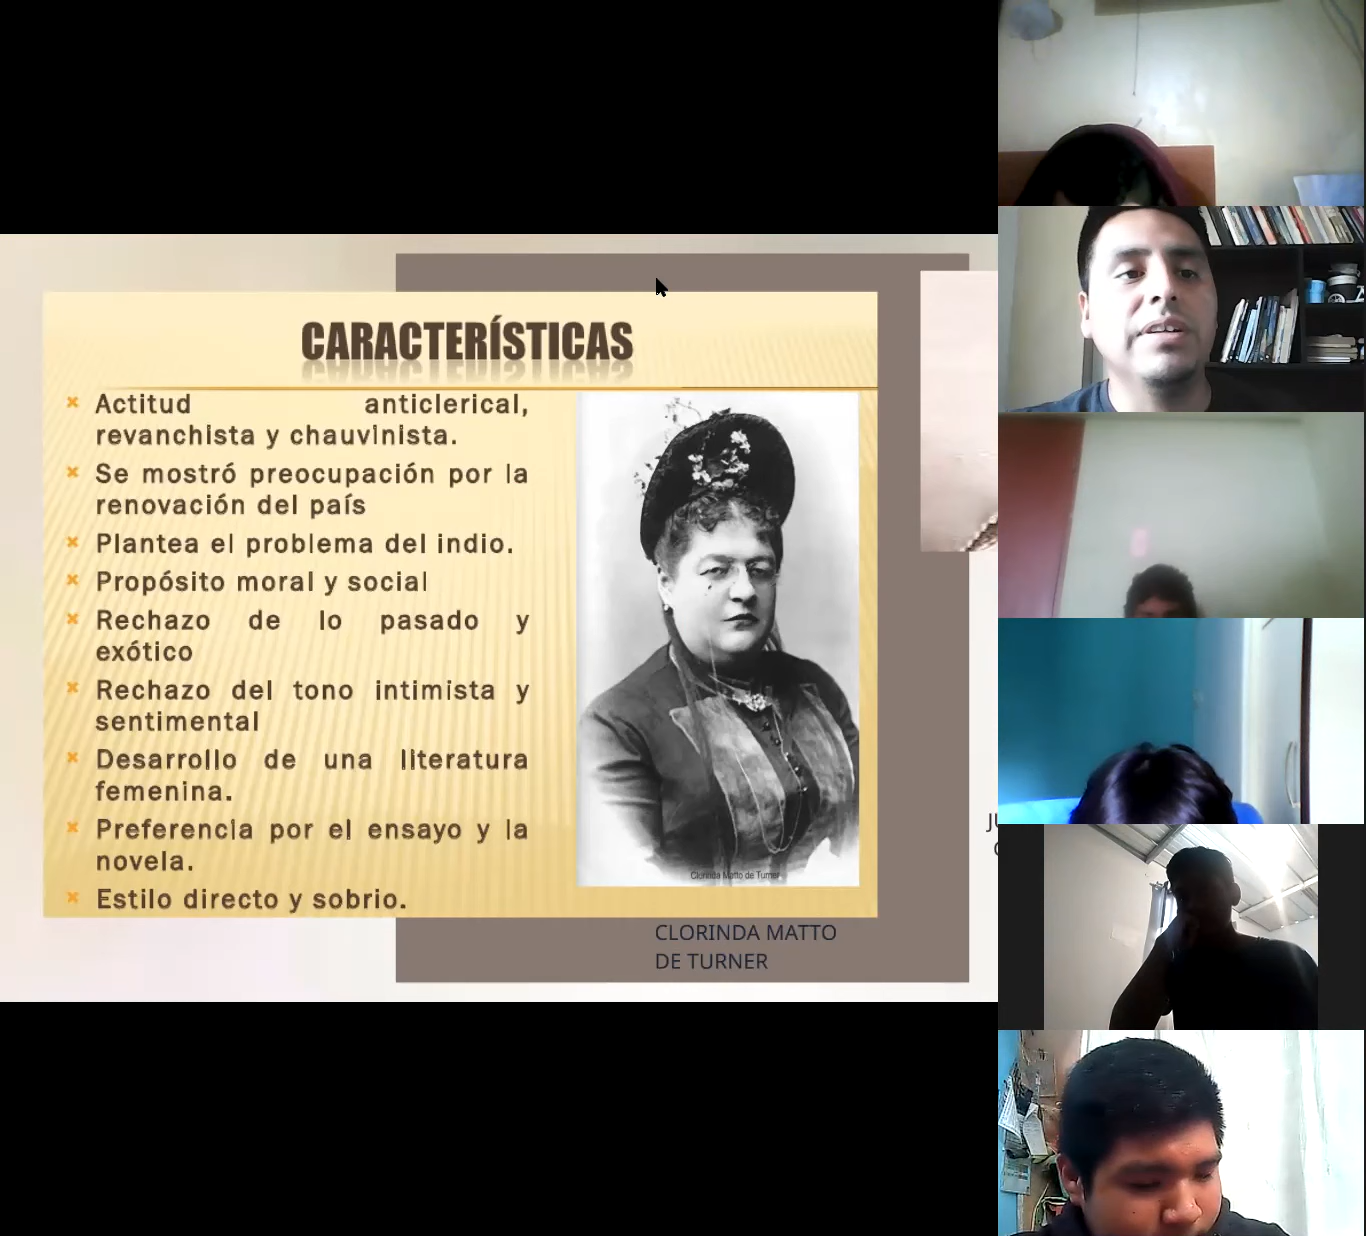 CARACTERÍSTICAS
Actitud anticlerical,
revanchista y chauvinista.
Se mostró preocupación por la
renovación del país
Plantea el problema del indio.
Propósito moral y social
Rechazo de lo pasado y
exótico
Rechazo del tono intimista y
sentimental
Desarrollo de una literatura
femenina.
Preferencia por el ensayo y la
novela.
Estilo directo y sobrio.
Clorinda Matto de Turner
CLORINDA MATTO
DE TURNER